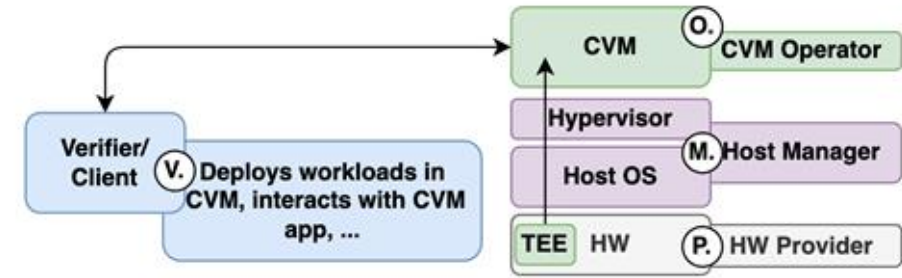 CVM
O.
CVM Operator
Hypervisor
Host OS
M.
Host Manager
TEE
HW
P.
HW Provider
Verifier/
Client
V.
Deploys workloads in
CVM, interacts with CVM
app, ...